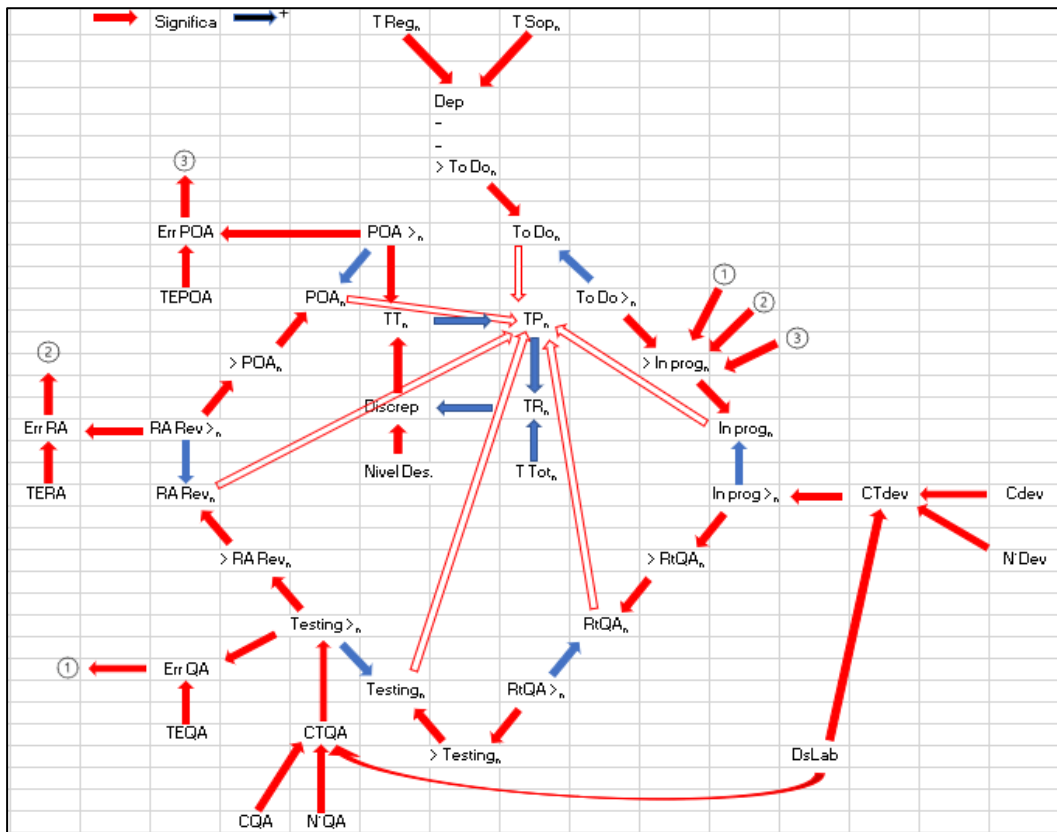 Significa +
T Regₙ T Sopₙ
Dep
-
-
> To Doₙ
3
Err POA POA >ₙ To Doₙ
1
TEPOA POAₙ To Do >ₙ 2
TTₙ TPₙ
3
2 > POAₙ > In progₙ
Discrep TRₙ
Err RA RA Rev >ₙ In progₙ
Nivel Des. T Totₙ
TERA RA Revₙ In prog >ₙ CTdev Cdev
> RA Revₙ > RtQAₙ N·Dev
Testing >ₙ RtQAₙ
1 Err QA
Testingₙ RtQA >ₙ
TEQA CTQA
> Testingₙ DsLab
CQA N·QA